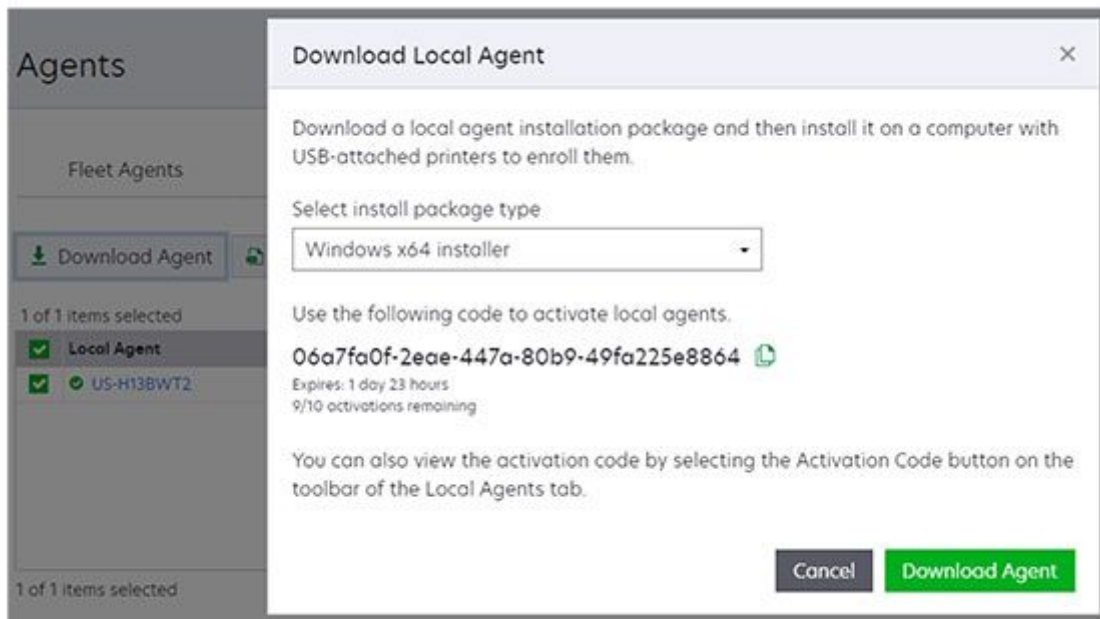 Agents
Fleet Agents
Download Agent
1 of 1 items selected
Local Agent
US-H13BWT2
1 of 1 items selected
Download Local Agent
Download a local agent installation package and then install it on a computer with
USB-attached printers to enroll them.
Select install package type
Windows x64 installer
Use the following code to activate local agents.
06a7fa0f-2eae-447a-80b9-49fa225e8864
Expires: 1 day 23 hours
9/10 activations remaining
You can also view the activation code by selecting the Activation Code button on the
toolbar of the Local Agents tab.
Cancel
Download Agent